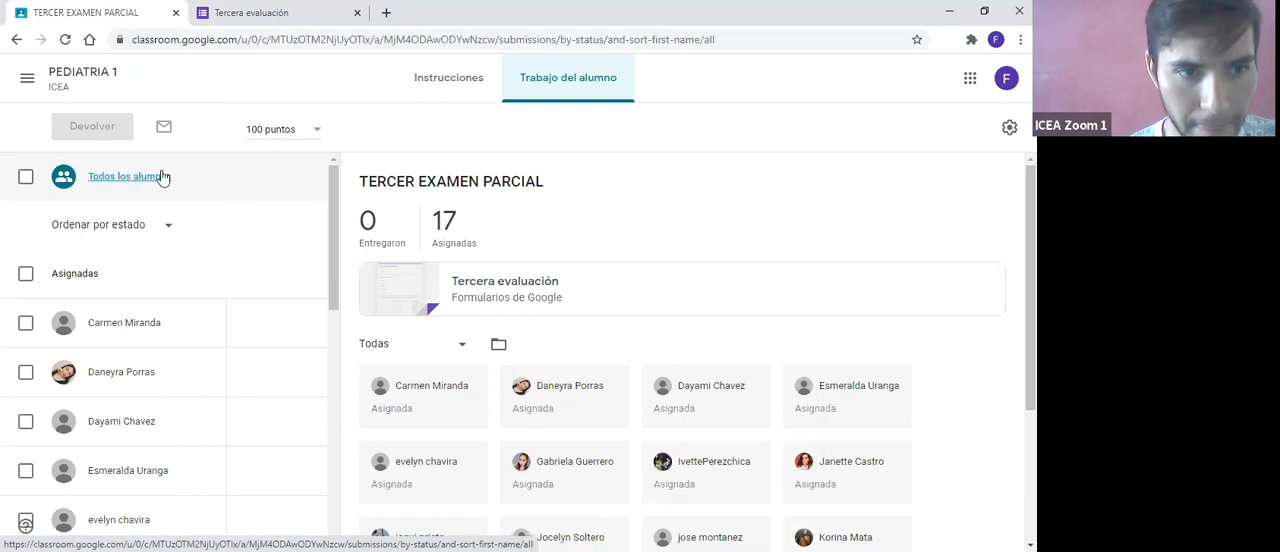 TERCER EXAMEN PARCIAL
Tercera evaluación
classroom.google.com/u/0/c/MTUzOTM2NjUyOTIx/a/MjM4ODAwODYwNzcw/submissions/by-status/and-sort-first-name/all
F
PEDIATRIA 1
ICEA
Instrucciones
Trabajo del alumno
F
ICEA Zoom 1
Devolver
100 puntos
Todos los alum
Ordenar por estado
Asignadas
Carmen Miranda
Daneyra Porras
Dayami Chavez
Esmeralda Uranga
evelyn chavira
TERCER EXAMEN PARCIAL
0
Entregaron
17
Asignadas
Tercera evaluación
Formularios de Google
Todas
Carmen Miranda
Asignada
Daneyra Porras
Asignada
Dayami Chavez
Asignada
Esmeralda Uranga
Asignada
evelyn chavira
Asignada
Gabriela Guerrero
Asignada
IvettePerezchica
Asignada
Janette Castro
Asignada
Jocelyn Soltero
jose montanez
Korina Mata
https://classroom.google.com/u/0/c/MTUzOTM2NjUyOTIx/a/MjM4ODAwODYwNzcw/submissions/by-status/and-sort-first-name/all